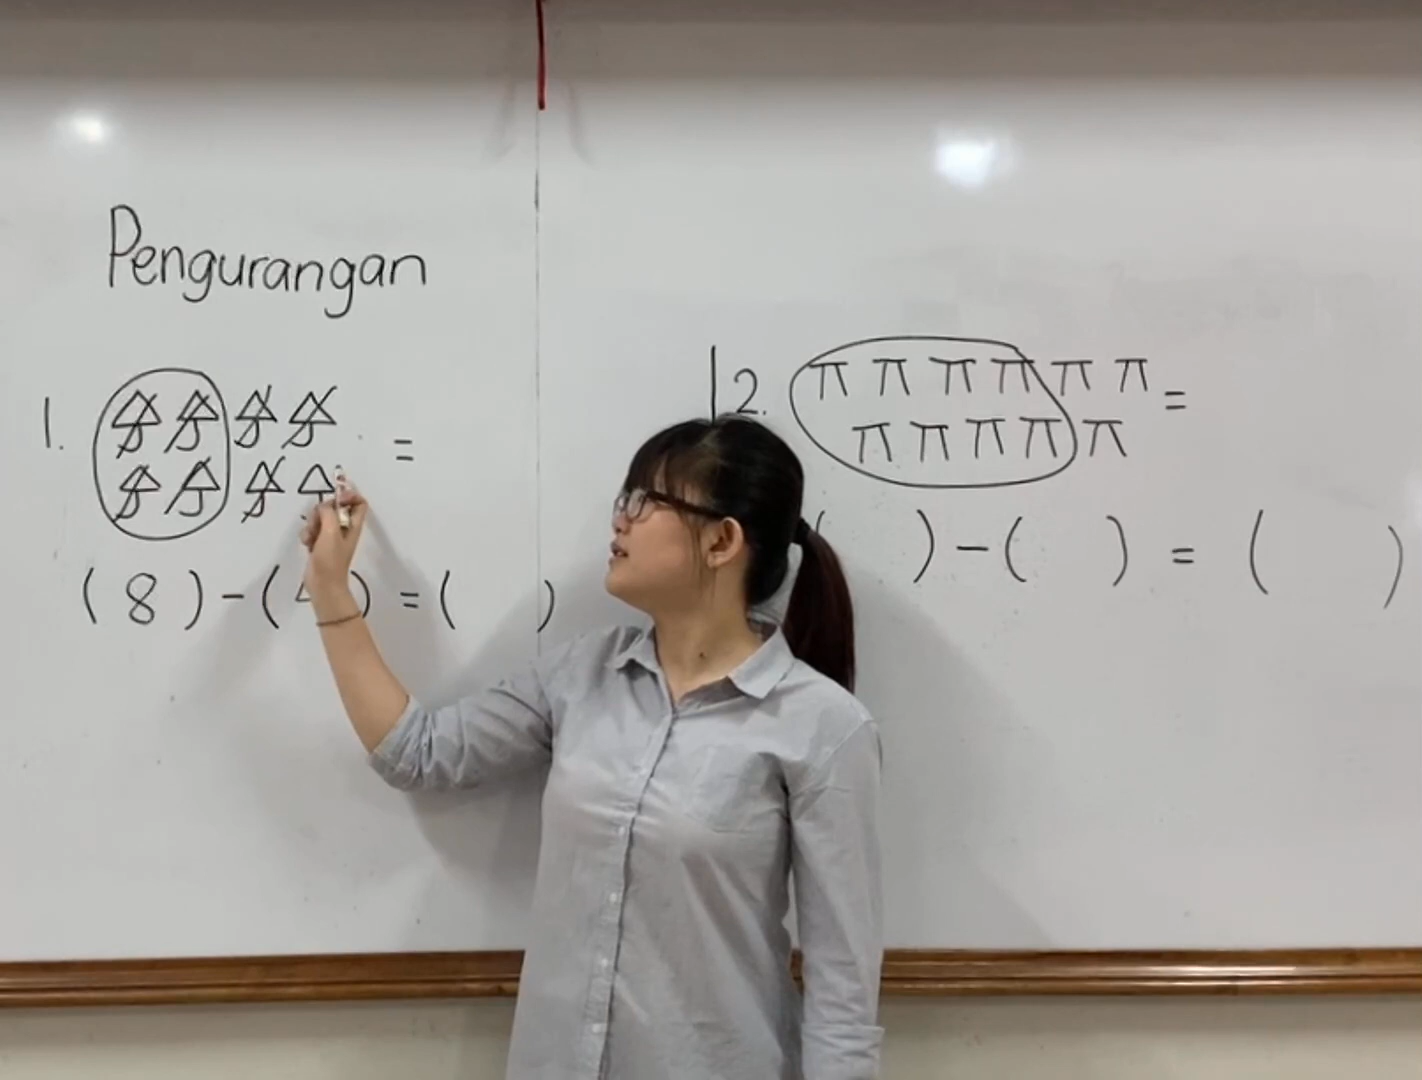 Pengurangan
1. =
(8)-(4)=( )
2. =
( )-( )=( )